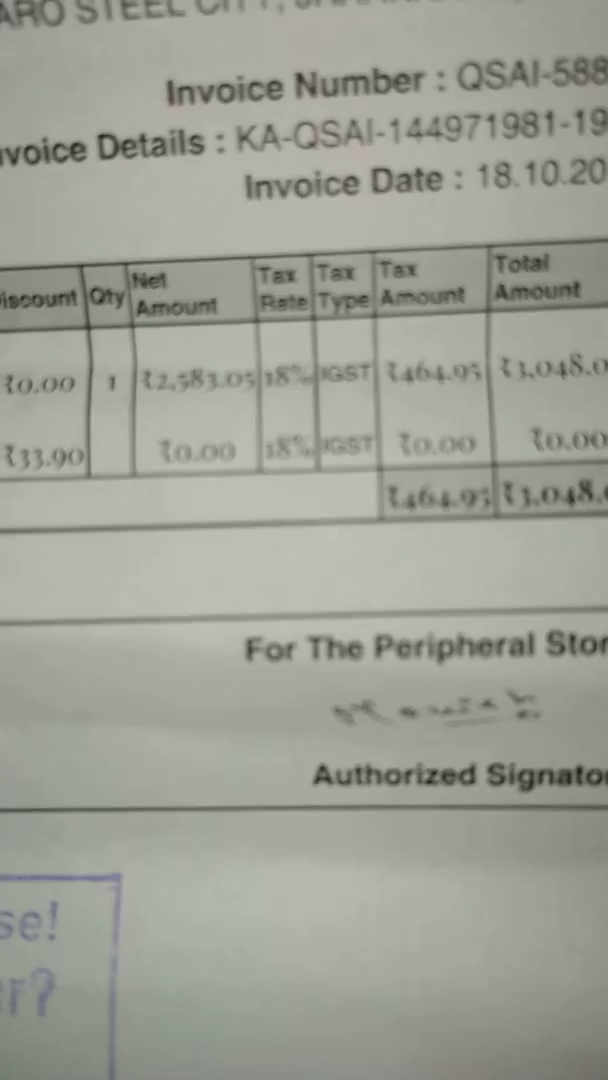 ARO STEEL CITY,
Invoice Number : QSAI-588
nvoice Details : KA-QSAI-144971981-19
Invoice Date : 18.10.20
iscount Qty Net Amount Tax Rate Tax Type Tax Amount Total Amount
₹0.00 1 ₹2,583.05 18% IGST ₹464.95 ₹3,048.0
₹33.90 ₹0.00 18% IGST ₹0.00 ₹0.00
₹464.95 ₹3,048.
For The Peripheral Stor
Authorized Signato
se!
r?